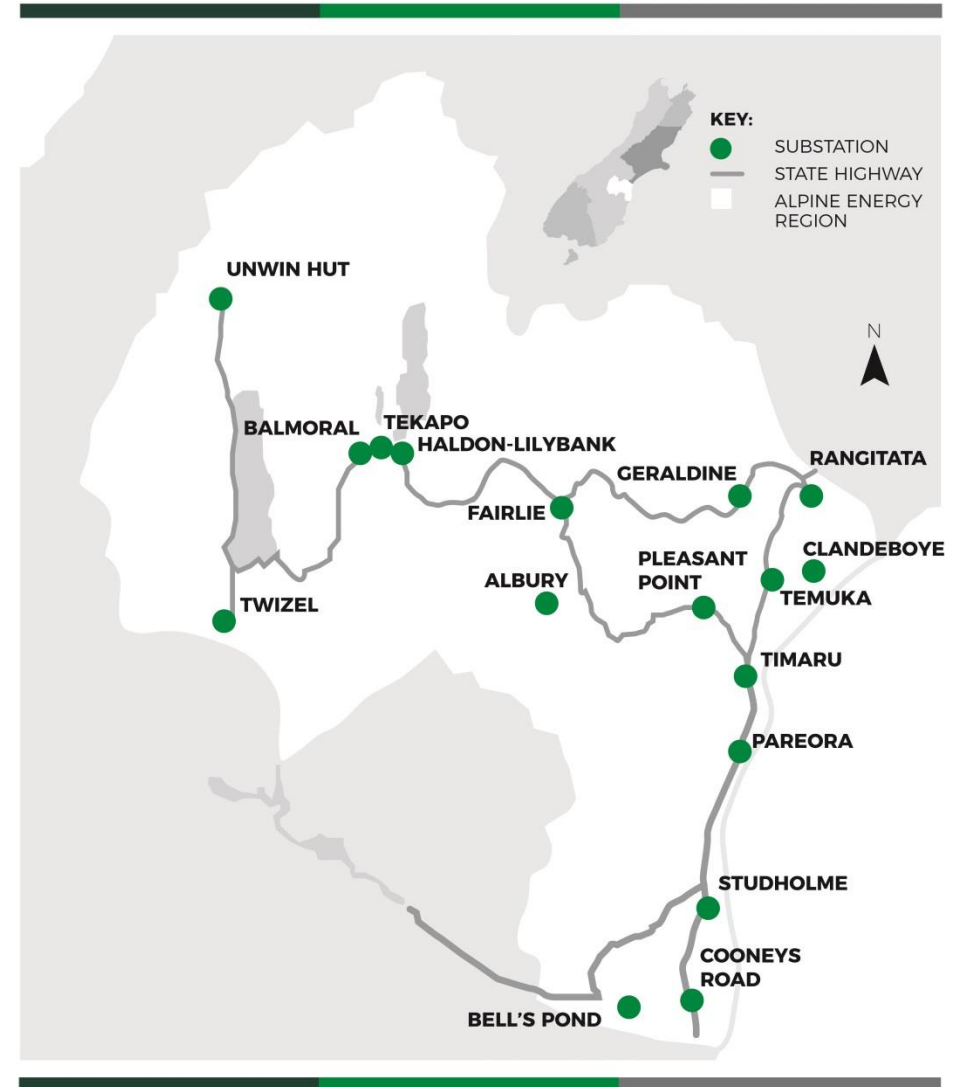 KEY:
SUBSTATION
STATE HIGHWAY
ALPINE ENERGY
REGION
UNWIN HUT
N
BALMORAL
TEKAPO
HALDON-LILYBANK
GERALDINE
RANGITATA
FAIRLIE
CLANDEBOYE
PLEASANT
POINT
ALBURY
TEMUKA
TWIZEL
TIMARU
PAREORA
STUDHOLME
COONEYS
ROAD
BELL'S POND